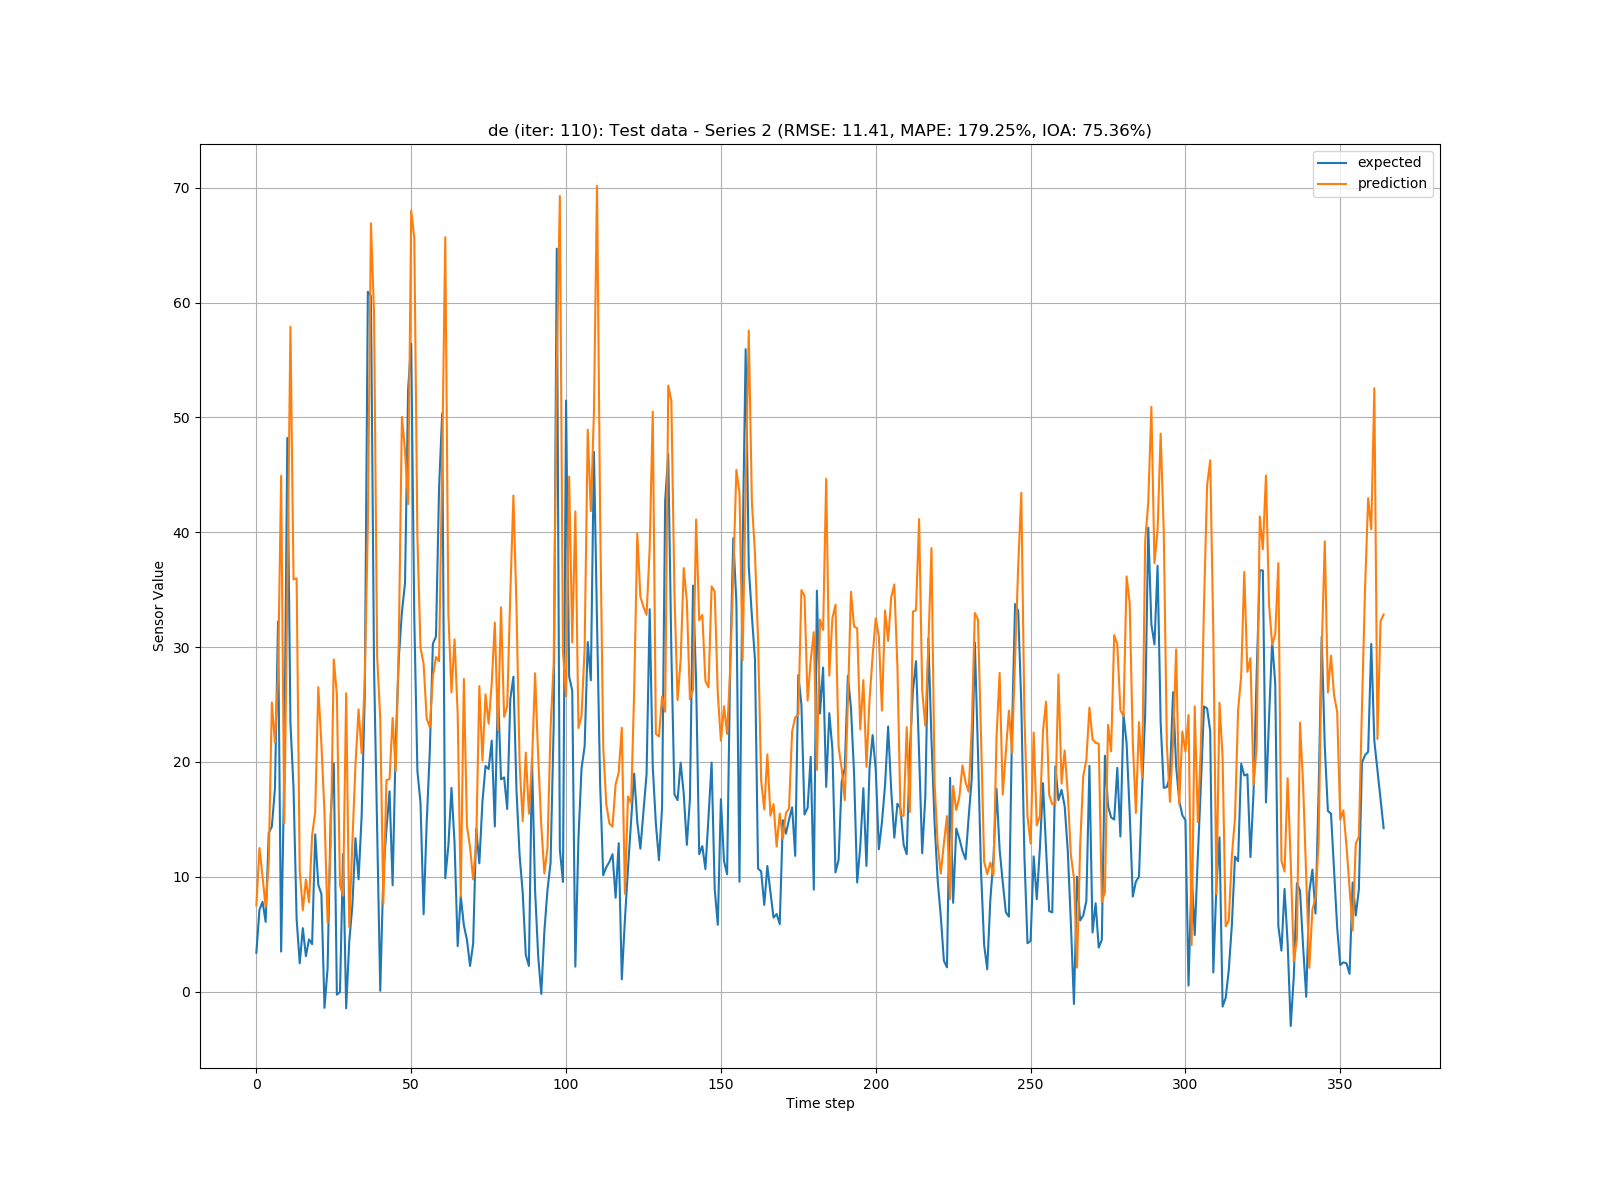 de (iter: 110): Test data - Series 2 (RMSE: 11.41, MAPE: 179.25%, IOA: 75.36%)
expected
prediction
70
60
50
40
30
20
10
0
Sensor Value
0 50 100 150 200 250 300 350
Time step